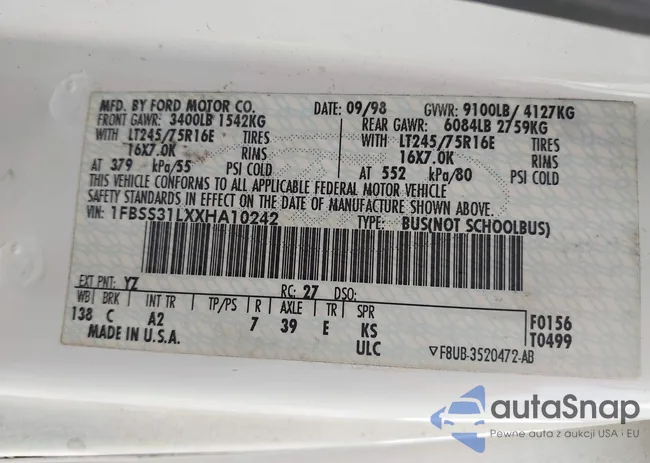 MFD. BY FORD MOTOR CO. DATE: 09/98 GVWR: 9100LB/ 4127KG
FRONT GAWR: 3400LB 1542KG REAR GAWR: 6084LB 2759KG
WITH LT245/75R16E TIRES WITH LT245/75R16E TIRES
16X7.0K RIMS 16X7.0K RIMS
AT 379 kPa/55 PSI COLD AT 552 kPa/80 PSI COLD
THIS VEHICLE CONFORMS TO ALL APPLICABLE FEDERAL MOTOR VEHICLE
SAFETY STANDARDS IN EFFECT ON THE DATE OF MANUFACTURE SHOWN ABOVE.
VIN: 1FBSS31LXXHA10242 TYPE: BUS(NOT SCHOOLBUS)
EXT PNT: YZ RC: 27 DSO:
WB BRK INT TR TP/PS R AXLE TR SPR F0156
138 C A2 7 39 E KS T0499
MADE IN U.S.A. ULC ▽F8UB-3520472-AB
autaSnap
Pewne auta z aukcji USA i EU